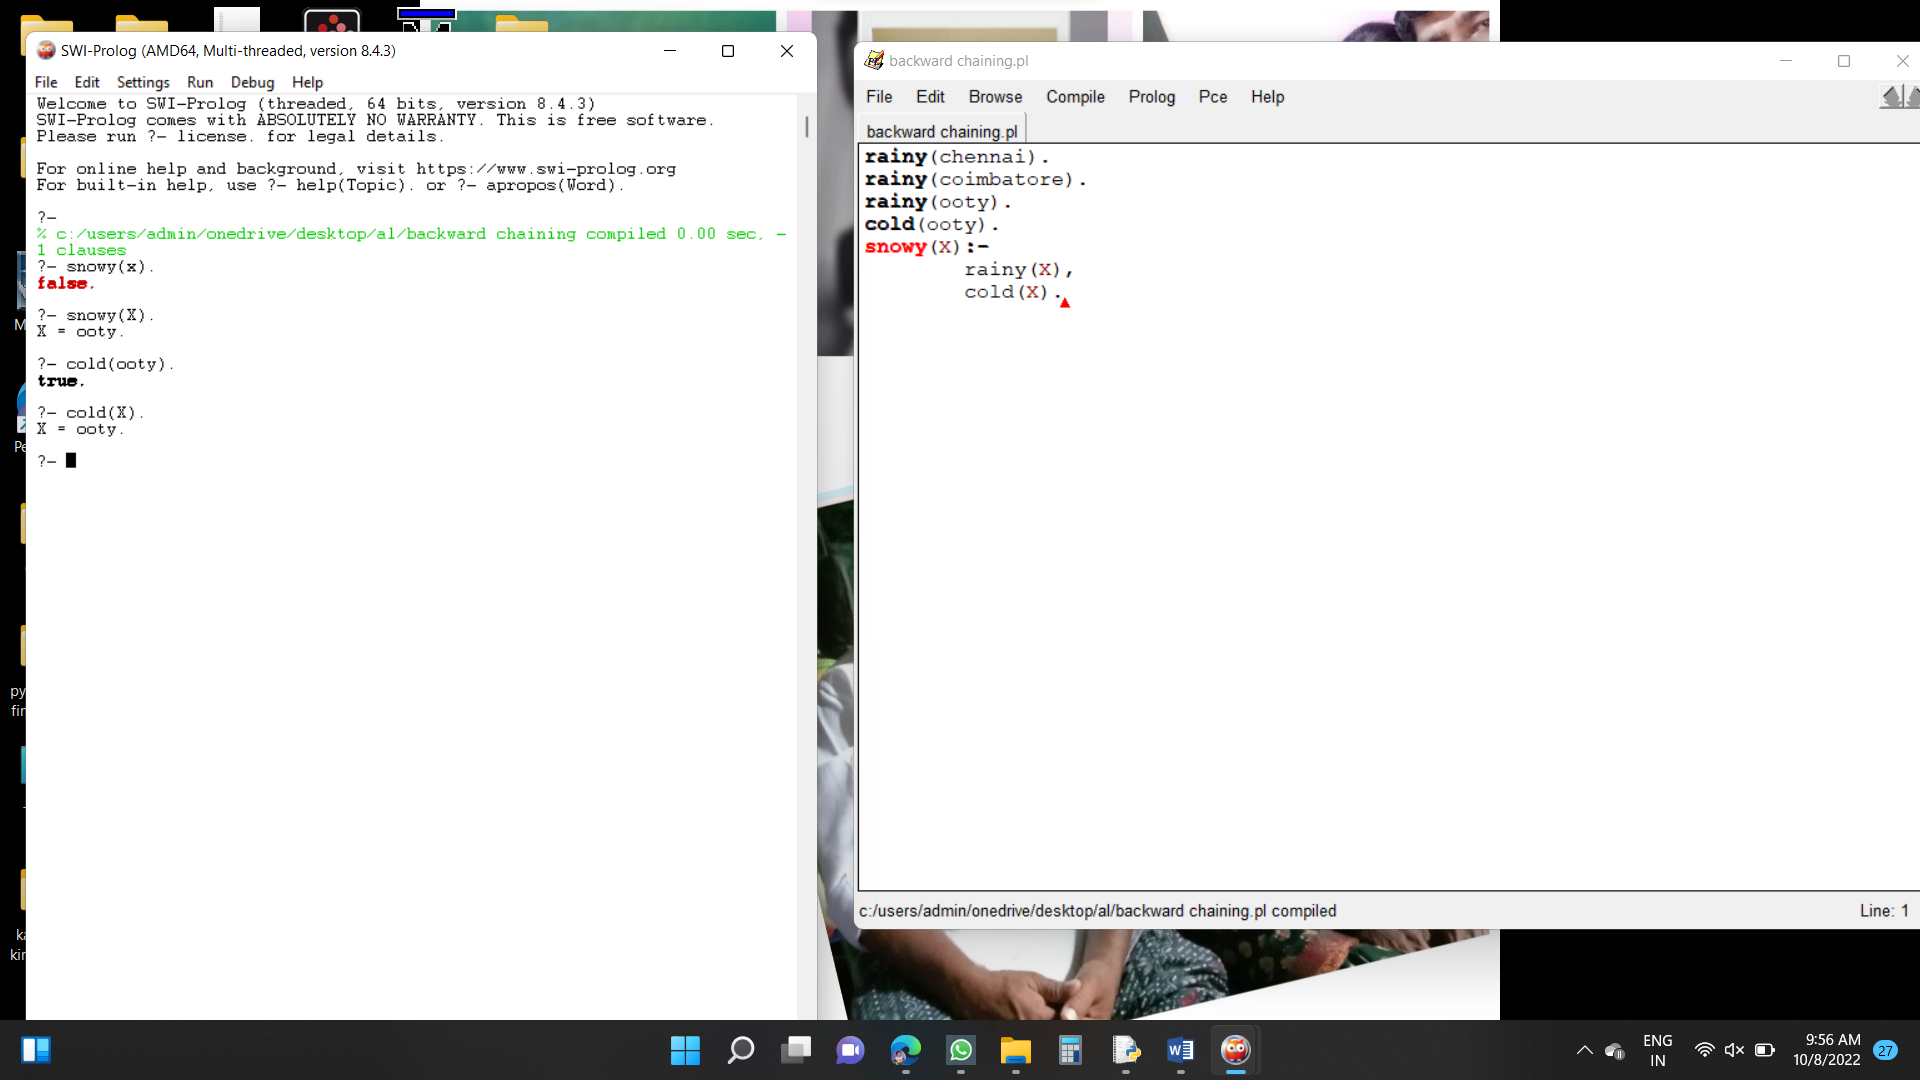 SWI-Prolog (AMD64, Multi-threaded, version 8.4.3)
File Edit Settings Run Debug Help
Welcome to SWI-Prolog (threaded, 64 bits, version 8.4.3)
SWI-Prolog comes with ABSOLUTELY NO WARRANTY. This is free software.
Please run ?- license. for legal details.
For online help and background, visit https://www.swi-prolog.org
For built-in help, use ?- help(Topic). or ?- apropos(Word).
?-
% c:/users/admin/onedrive/desktop/al/backward chaining compiled 0.00 sec, -
1 clauses
?- snowy(x).
false.
?- snowy(X).
X = ooty.
?- cold(ooty).
true.
?- cold(X).
X = ooty.
?-
backward chaining.pl
File Edit Browse Compile Prolog Pce Help
backward chaining.pl
rainy(chennai).
rainy(coimbatore).
rainy(ooty).
cold(ooty).
snowy(X):-
rainy(X),
cold(X).
c:/users/admin/onedrive/desktop/al/backward chaining.pl compiled
Line: 1
M
Pe
py
fir
ka
kir
ENG
IN
9:56 AM
10/8/2022
27